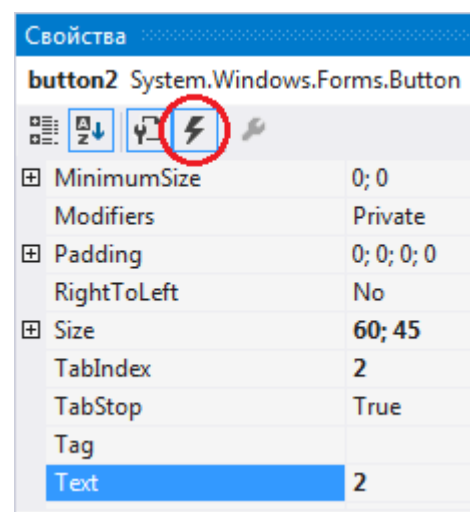 Свойства
button2 System.Windows.Forms.Button
MinimumSize 0; 0
Modifiers Private
Padding 0; 0; 0; 0
RightToLeft No
Size 60; 45
TabIndex 2
TabStop True
Tag
Text 2